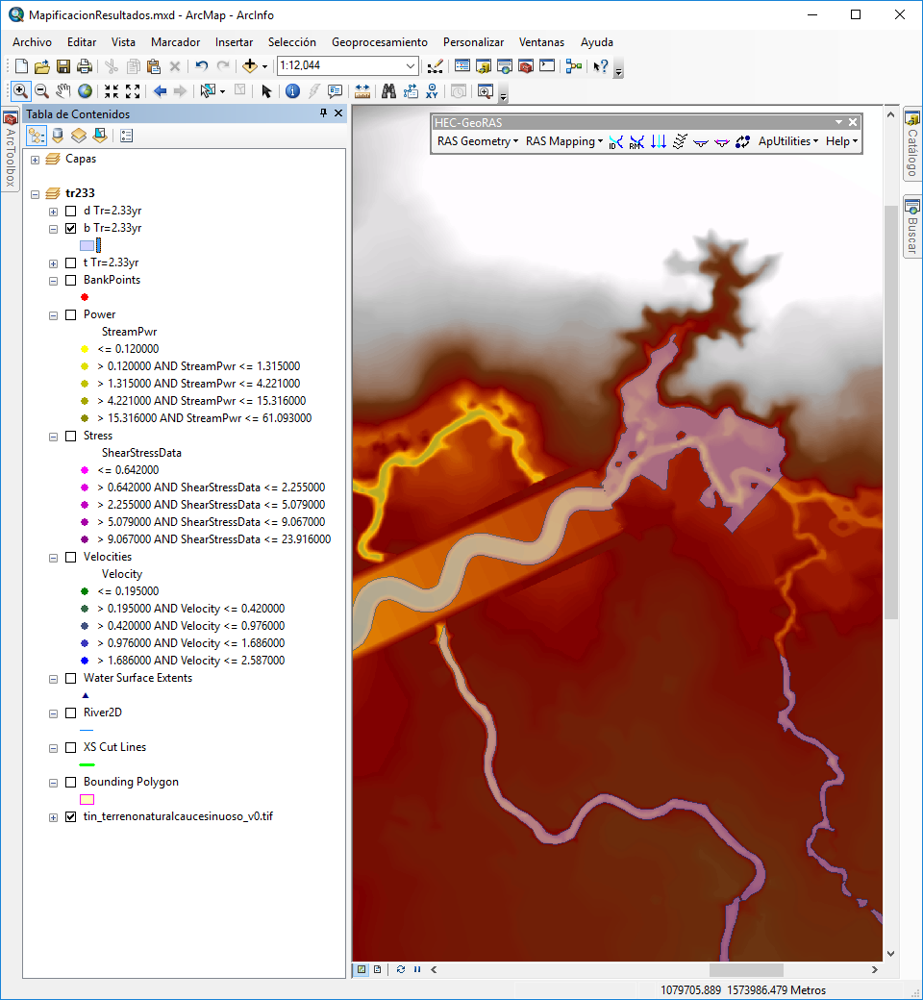 MapificacionResultados.mxd - ArcMap - ArcInfo
Archivo Editar Vista Marcador Insertar Selección Geoprocesamiento Personalizar Ventanas Ayuda
1:12,044
XY
Tabla de Contenidos
ArcToolbox
Capas
tr233
d Tr=2.33yr
b Tr=2.33yr
t Tr=2.33yr
BankPoints
Power
StreamPwr
<= 0.120000
> 0.120000 AND StreamPwr <= 1.315000
> 1.315000 AND StreamPwr <= 4.221000
> 4.221000 AND StreamPwr <= 15.316000
> 15.316000 AND StreamPwr <= 61.093000
Stress
ShearStressData
<= 0.642000
> 0.642000 AND ShearStressData <= 2.255000
> 2.255000 AND ShearStressData <= 5.079000
> 5.079000 AND ShearStressData <= 9.067000
> 9.067000 AND ShearStressData <= 23.916000
Velocities
Velocity
<= 0.195000
> 0.195000 AND Velocity <= 0.420000
> 0.420000 AND Velocity <= 0.976000
> 0.976000 AND Velocity <= 1.686000
> 1.686000 AND Velocity <= 2.587000
Water Surface Extents
River2D
XS Cut Lines
Bounding Polygon
tin_terrenonaturalcaucesinuoso_v0.tif
HEC-GeoRAS
RAS Geometry RAS Mapping ID RM ApUtilities Help
Catálogo
Buscar
1079705.889 1573986.479 Metros